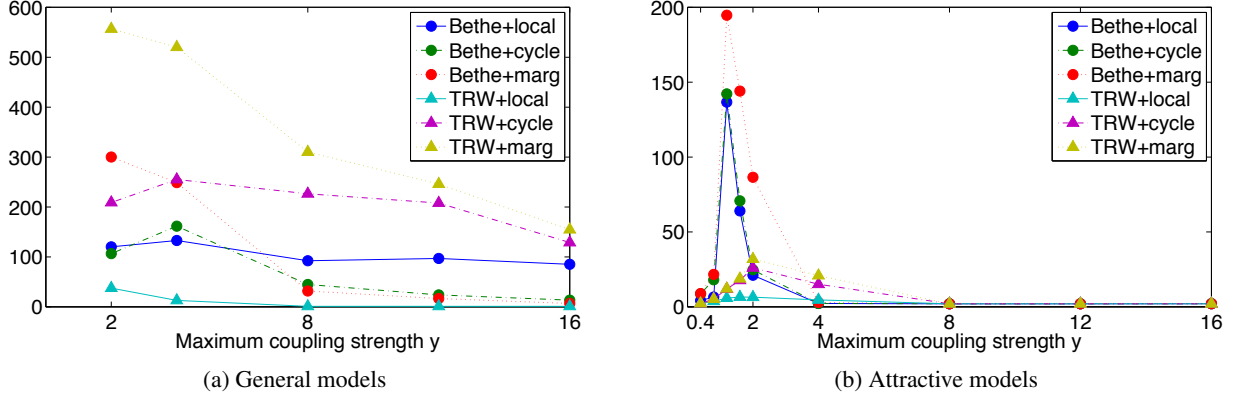 600
500
400
300
200
100
0
2
8
16
Maximum coupling strength y
Bethe+local
Bethe+cycle
Bethe+marg
TRW+local
TRW+cycle
TRW+marg
(a) General models
200
150
100
50
0
0.4
2
4
8
12
16
Maximum coupling strength y
Bethe+local
Bethe+cycle
Bethe+marg
TRW+local
TRW+cycle
TRW+marg
(b) Attractive models